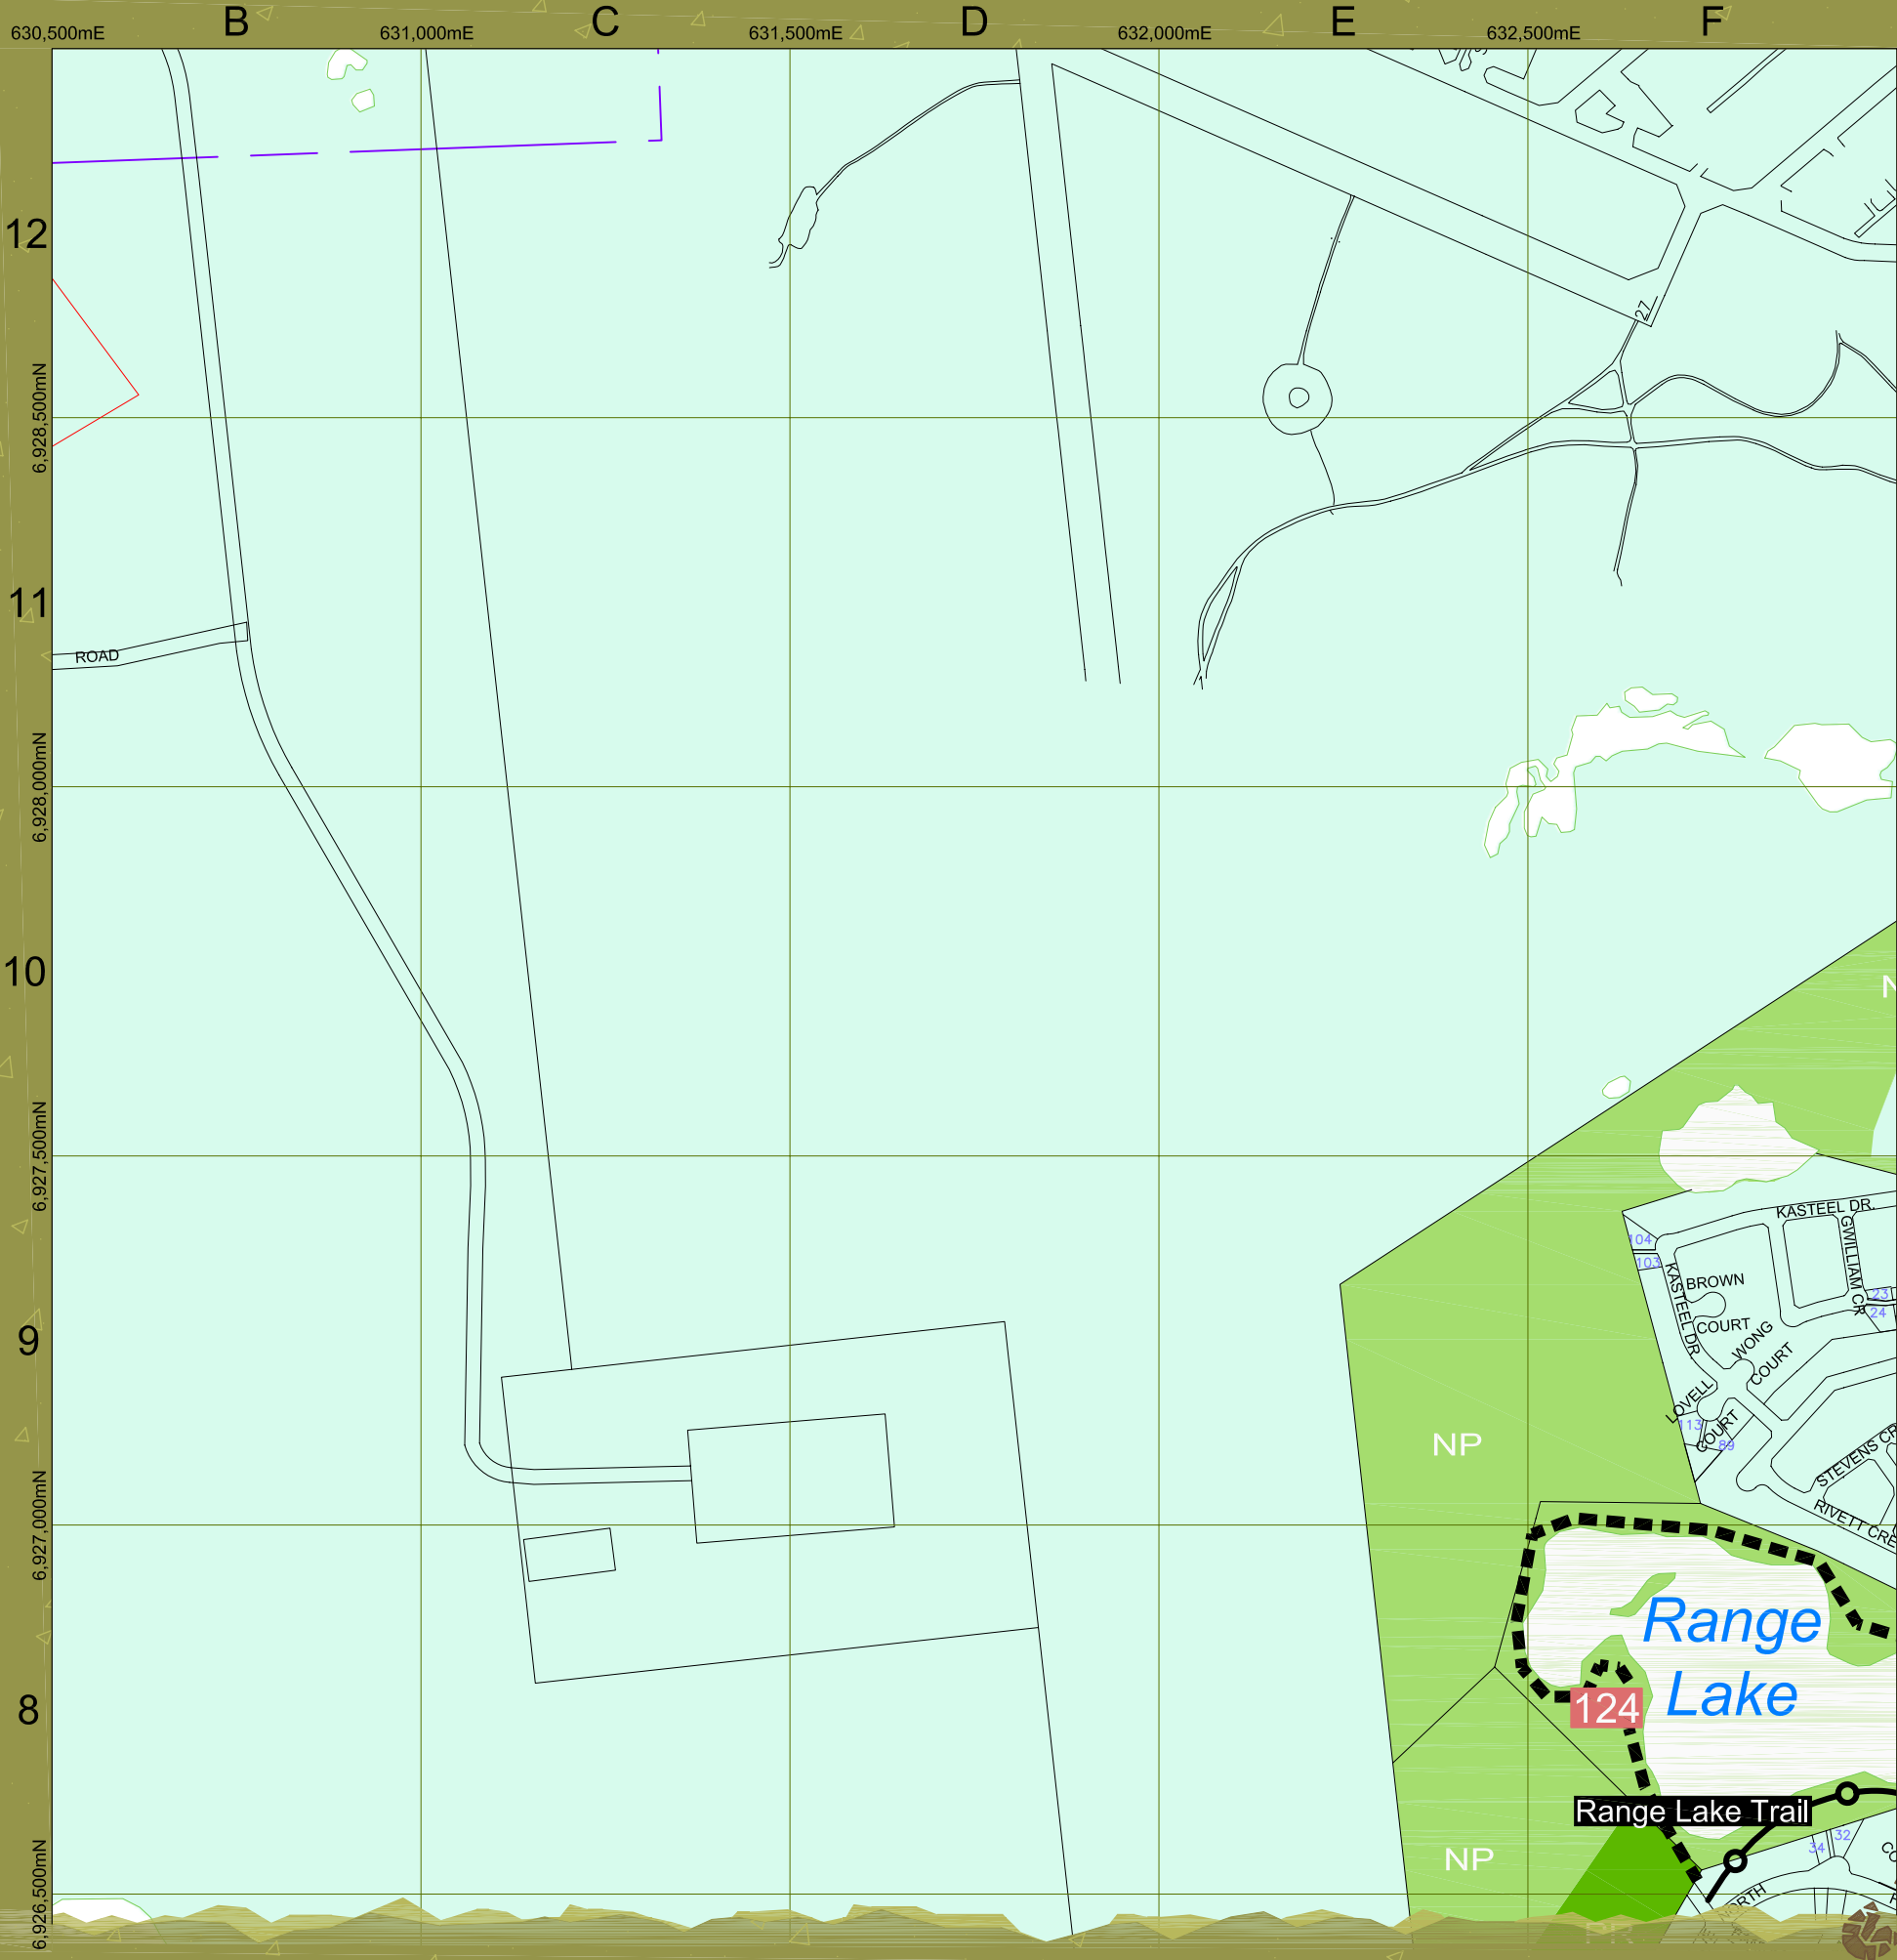 B C D E F
630,500mE 631,000mE 631,500mE 632,000mE 632,500mE
12
27
6,928,500mN
11
ROAD
6,928,000mN
10
6,927,500mN
KASTEEL DR.
GWILLIAM CR
104
103
KASTEEL DR.
BROWN
COURT
23
24
WONG
COURT
9
LOVELL
COURT
113
89
NP
STEVENS CR
RIVETT CRE
6,927,000mN
Range
Lake
8
124
Range Lake Trail
34
32
NP
NORTH
6,926,500mN